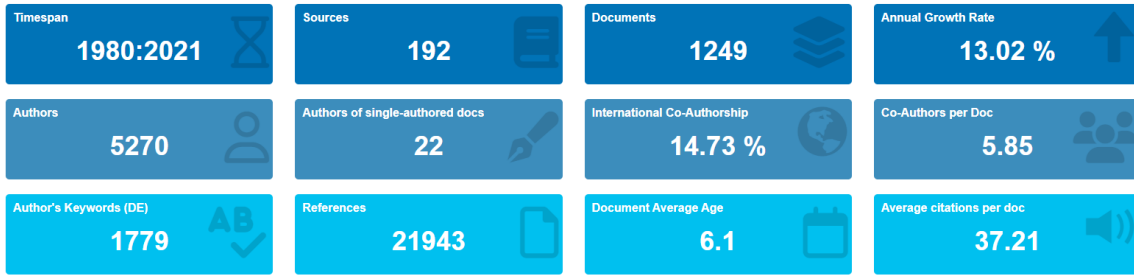 Timespan
1980:2021
Sources
192
Documents
1249
Annual Growth Rate
13.02 %
Authors
5270
Authors of single-authored docs
22
International Co-Authorship
14.73 %
Co-Authors per Doc
5.85
Author's Keywords (DE)
AB
1779
References
21943
Document Average Age
6.1
Average citations per doc
37.21